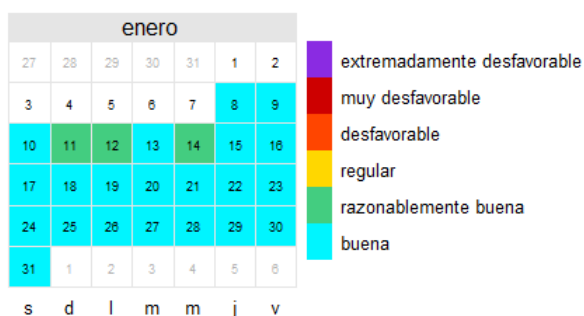 enero
27 28 29 30 31 1 2
3 4 5 6 7 8 9
10 11 12 13 14 15 16
17 18 19 20 21 22 23
24 25 26 27 28 29 30
31 1 2 3 4 5 6
s d l m m j v
extremadamente desfavorable
muy desfavorable
desfavorable
regular
razonablemente buena
buena